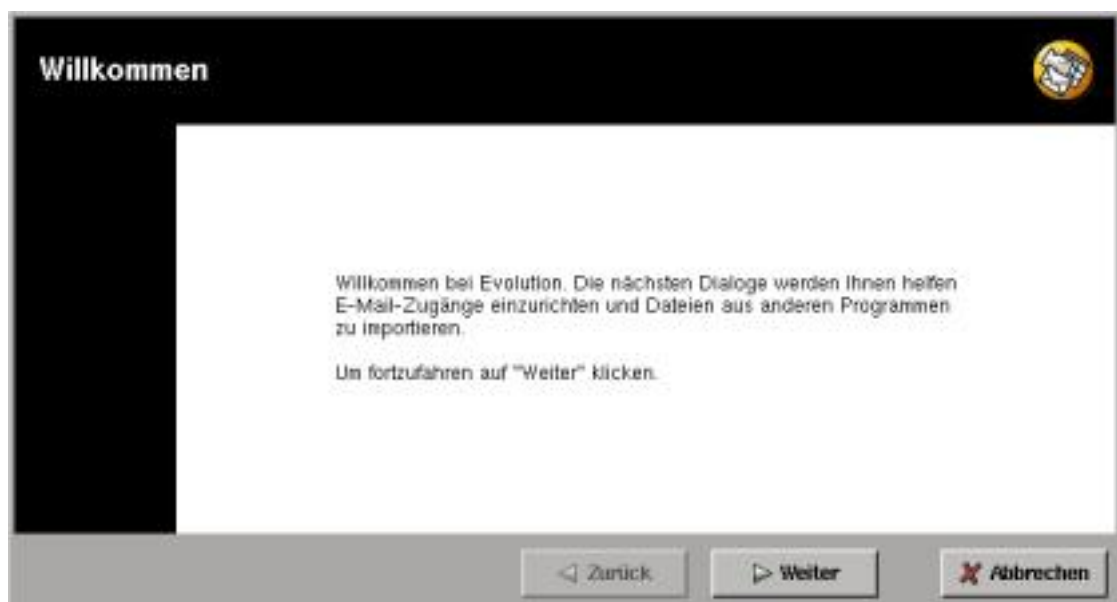 Willkommen
Willkommen bei Evolution. Die nächsten Dialoge werden Ihnen helfen
E-Mail-Zugänge einzurichten und Dateien aus anderen Programmen
zu importieren.
Um fortzufahren auf "Weiter" klicken.
Zurück Weiter Abbrechen